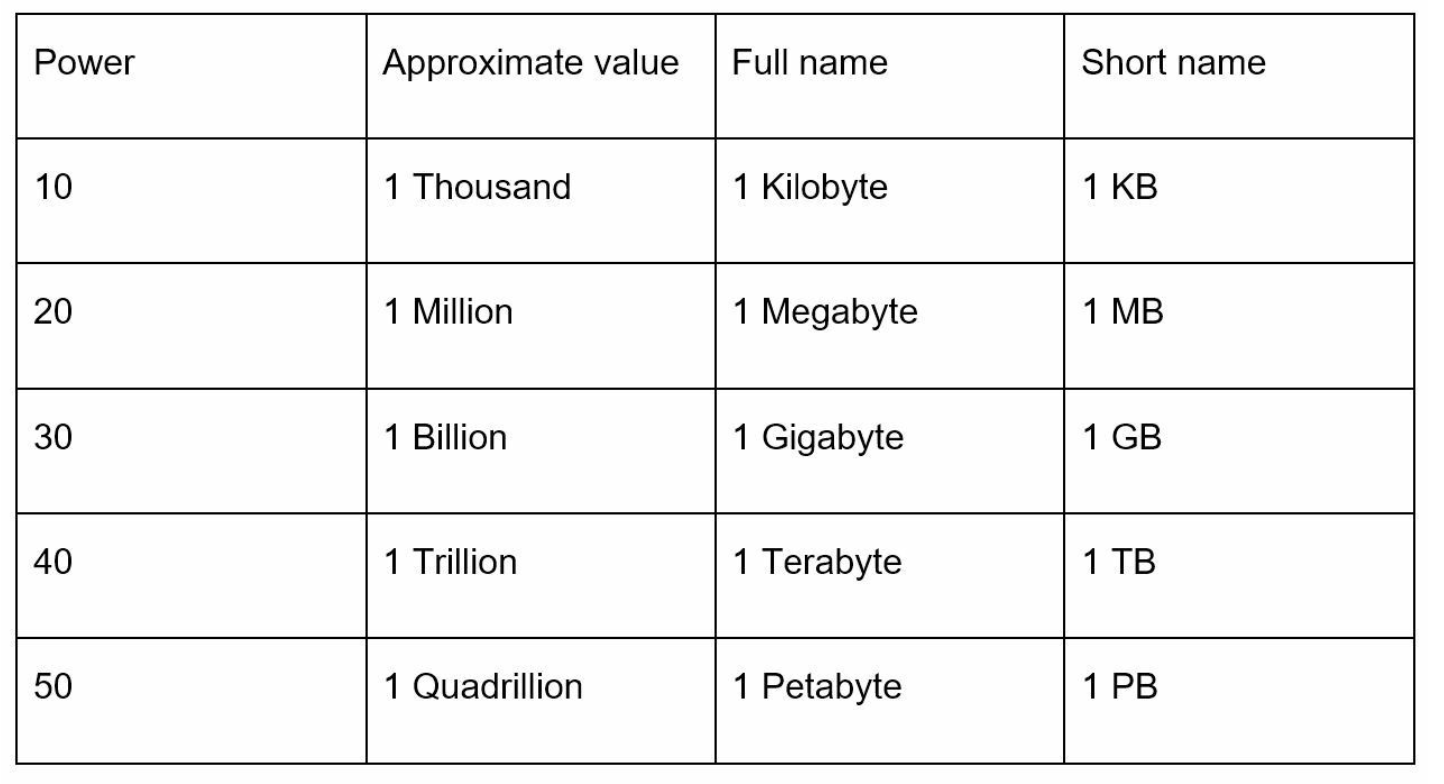 Power Approximate value Full name Short name
10 1 Thousand 1 Kilobyte 1 KB
20 1 Million 1 Megabyte 1 MB
30 1 Billion 1 Gigabyte 1 GB
40 1 Trillion 1 Terabyte 1 TB
50 1 Quadrillion 1 Petabyte 1 PB